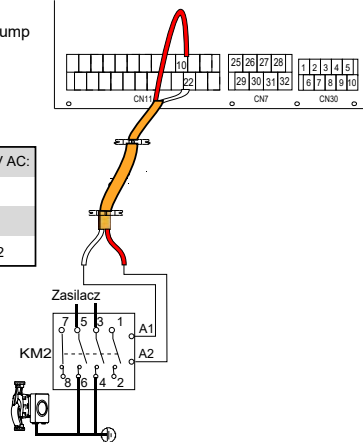 ump
10
22
CN11
25 26 27 28
29 30 31 32
CN7
1 2 3 4 5
6 7 8 9 10
CN30
V AC:
2
Zasilacz
7 5 3 1
A1
KM2
A2
8 6 4 2